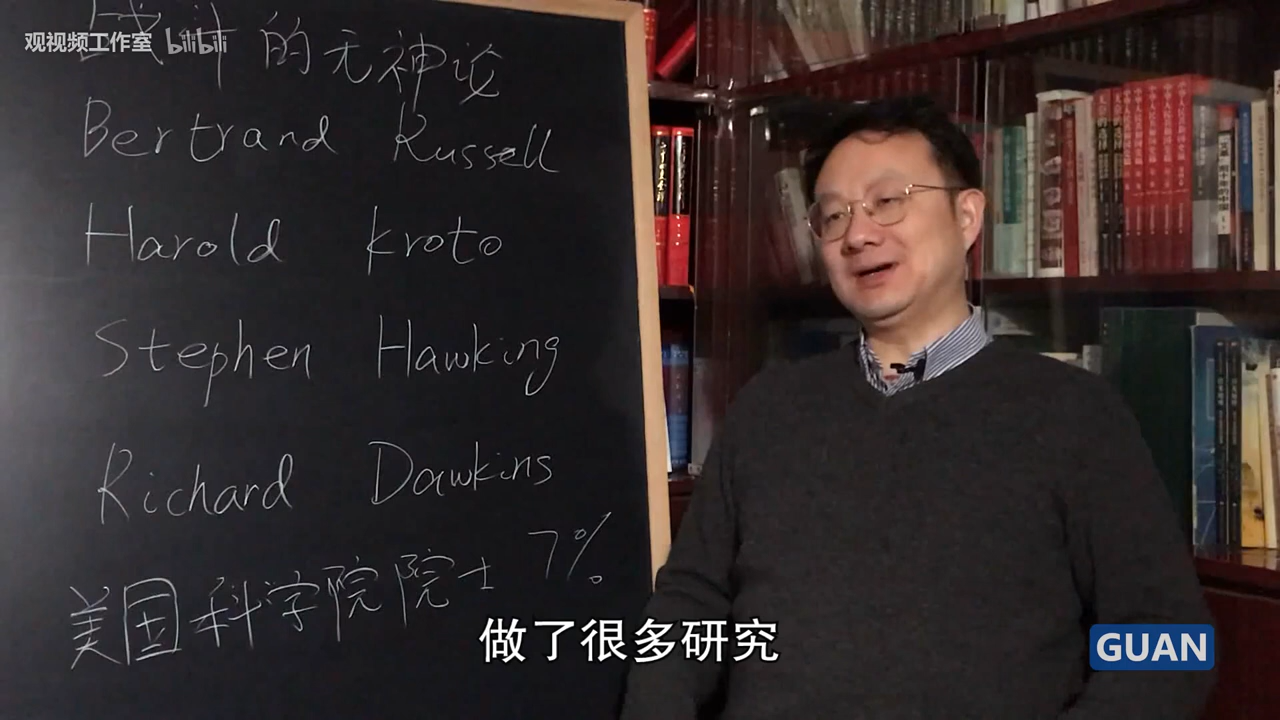 观视频工作室 bilibili
的无神论
Bertrand Russell
Harold Kroto
Stephen Hawking
Richard Dawkins
美国科学院院士 7%
做了很多研究
GUAN